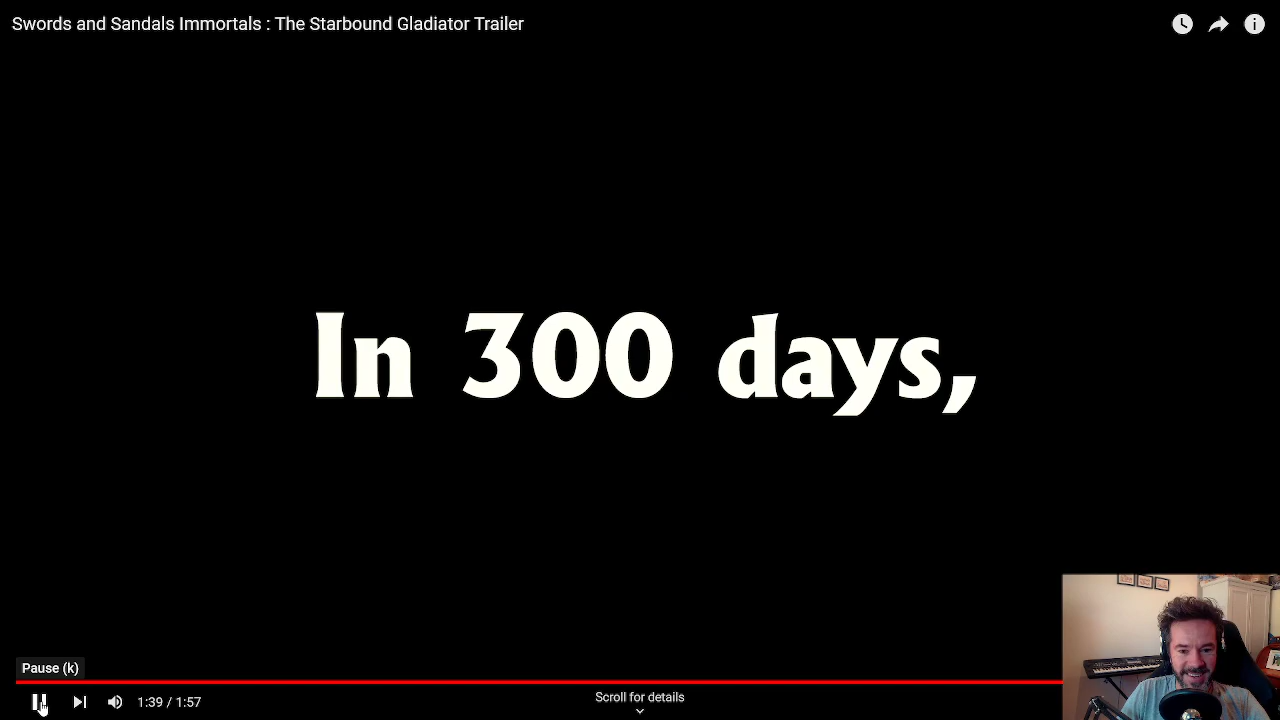 Swords and Sandals Immortals : The Starbound Gladiator Trailer
In 300 days,
Pause (k)
1:39 / 1:57
Scroll for details